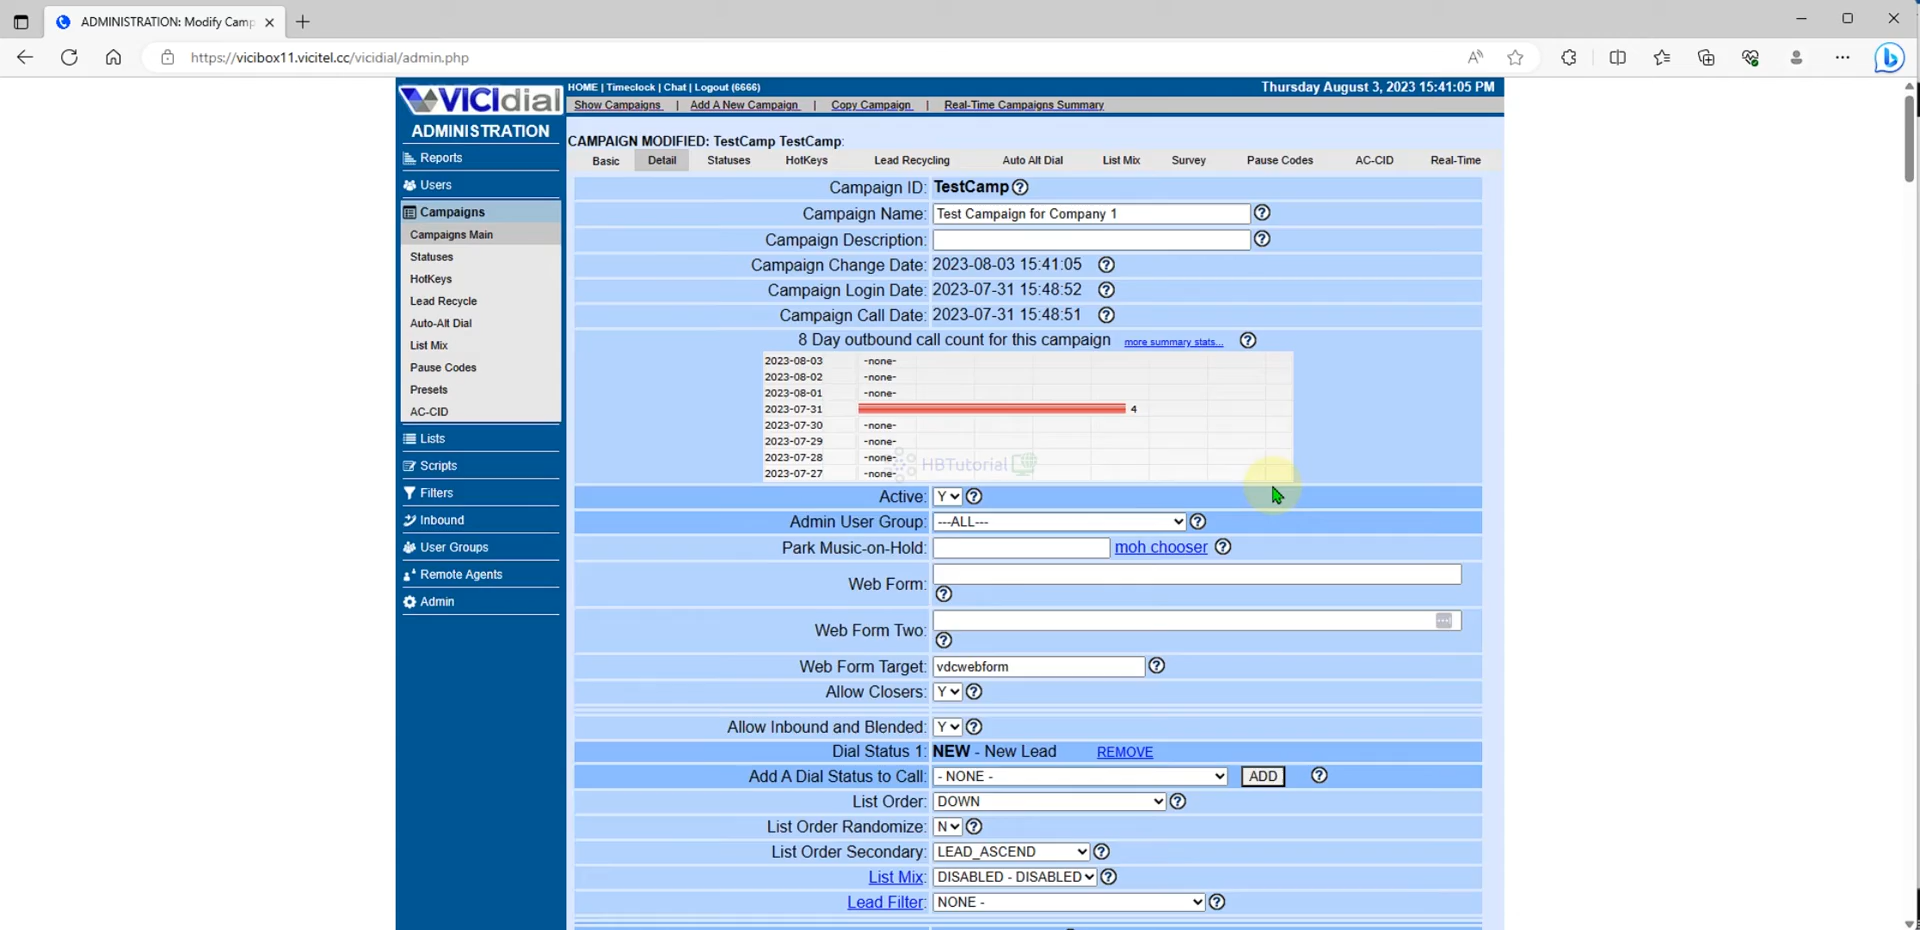 ADMINISTRATION: Modify Camp
https://vicibox11.vicitel.cc/vicidial/admin.php
VICIdial
HOME | Timeclock | Chat | Logout (6666)
Thursday August 3, 2023 15:41:05 PM
Show Campaigns | Add A New Campaign | Copy Campaign | Real-Time Campaigns Summary
ADMINISTRATION
Reports
Users
Campaigns
Campaigns Main
Statuses
HotKeys
Lead Recycle
Auto-Alt Dial
List Mix
Pause Codes
Presets
AC-CID
Lists
Scripts
Filters
Inbound
User Groups
Remote Agents
Admin
CAMPAIGN MODIFIED: TestCamp TestCamp:
Basic Detail Statuses HotKeys Lead Recycling Auto Alt Dial List Mix Survey Pause Codes AC-CID Real-Time
Campaign ID: TestCamp
Campaign Name: Test Campaign for Company 1
Campaign Description:
Campaign Change Date: 2023-08-03 15:41:05
Campaign Login Date: 2023-07-31 15:48:52
Campaign Call Date: 2023-07-31 15:48:51
8 Day outbound call count for this campaign more summary stats...
2023-08-03 -none-
2023-08-02 -none-
2023-08-01 -none-
2023-07-31 4
2023-07-30 -none-
2023-07-29 -none-
2023-07-28 -none-
2023-07-27 -none-
HBTutorial
Active: Y
Admin User Group: ---ALL---
Park Music-on-Hold: moh chooser
Web Form:
Web Form Two:
Web Form Target: vdcwebform
Allow Closers: Y
Allow Inbound and Blended: Y
Dial Status 1: NEW - New Lead REMOVE
Add A Dial Status to Call: - NONE - ADD
List Order: DOWN
List Order Randomize: N
List Order Secondary: LEAD_ASCEND
List Mix: DISABLED - DISABLED
Lead Filter: NONE -